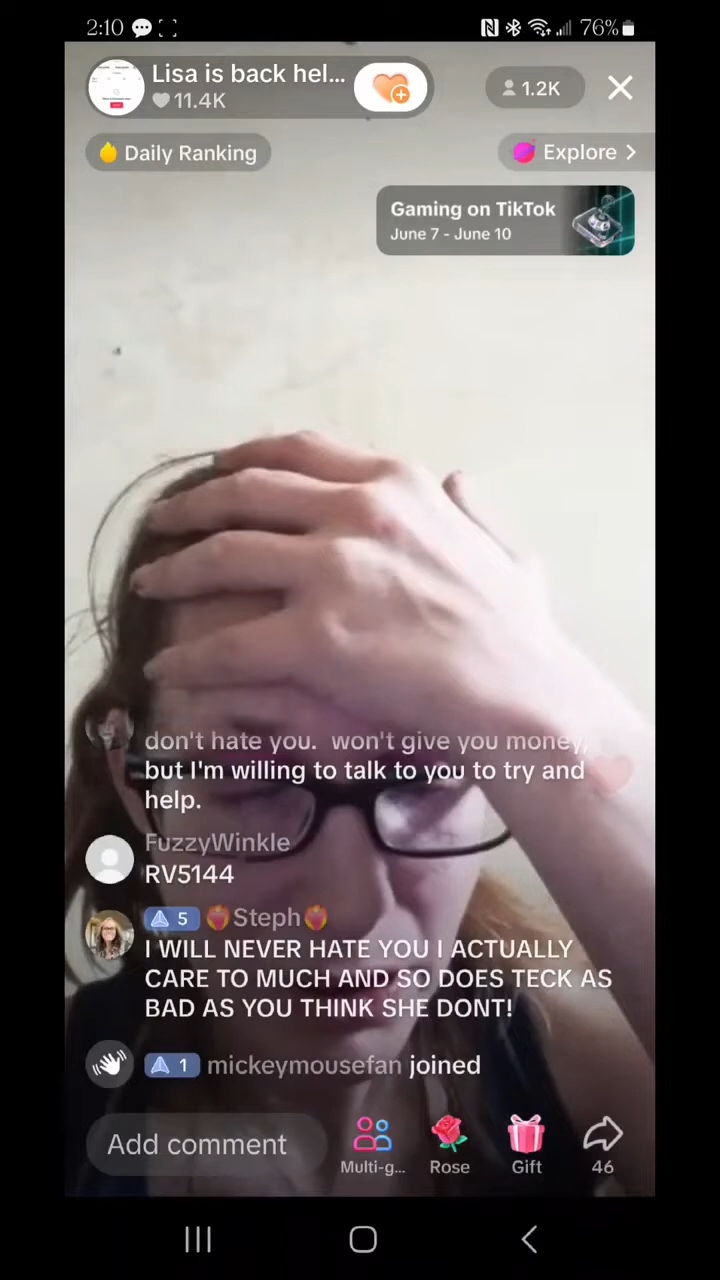 2:10 76%
Lisa is back hel...
11.4K
1.2K
Daily Ranking
Explore
Gaming on TikTok
June 7 - June 10
don't hate you. won't give you money,
but I'm willing to talk to you to try and
help.
FuzzyWinkle
RV5144
5 Steph
I WILL NEVER HATE YOU I ACTUALLY
CARE TO MUCH AND SO DOES TECK AS
BAD AS YOU THINK SHE DONT!
1 mickeymousefan joined
Add comment
Multi-g...
Rose
Gift
46